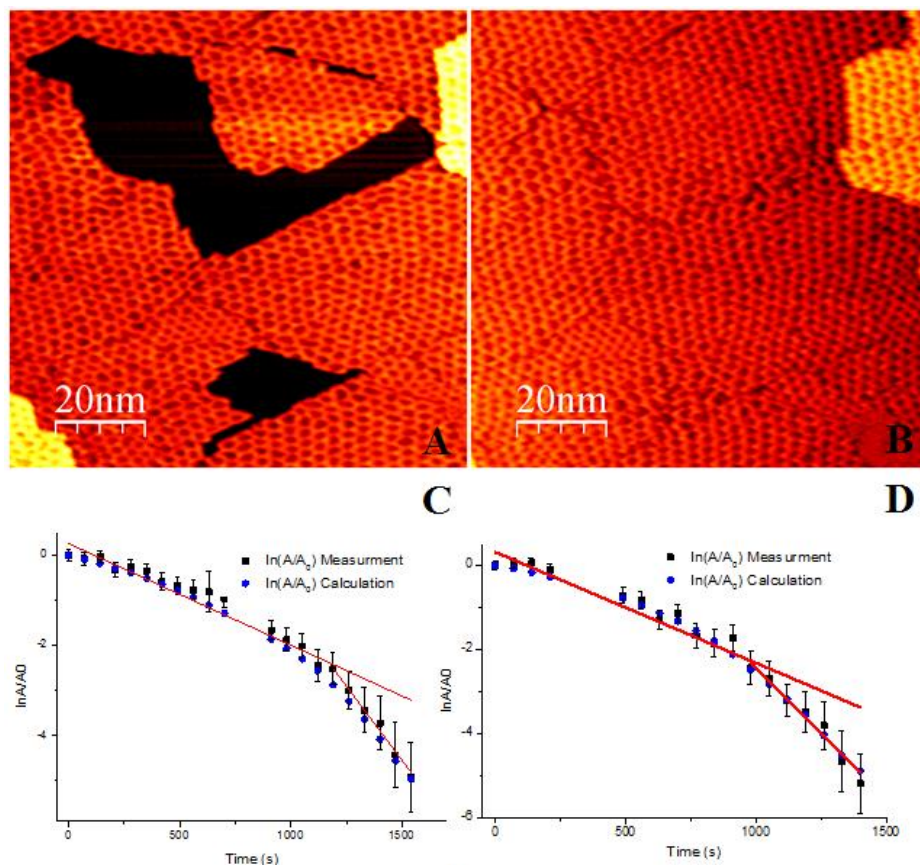 20nm
A
20nm
B
C
D
ln(A/A0) Measurment
ln(A/A0) Calculation
0
-2
-4
lnA/A0
0
500
1000
1500
Time (s)
ln(A/A0) Measurment
ln(A/A0) Calculation
0
-2
-4
-6
lnA/A0
0
500
1000
1500
Time (s)